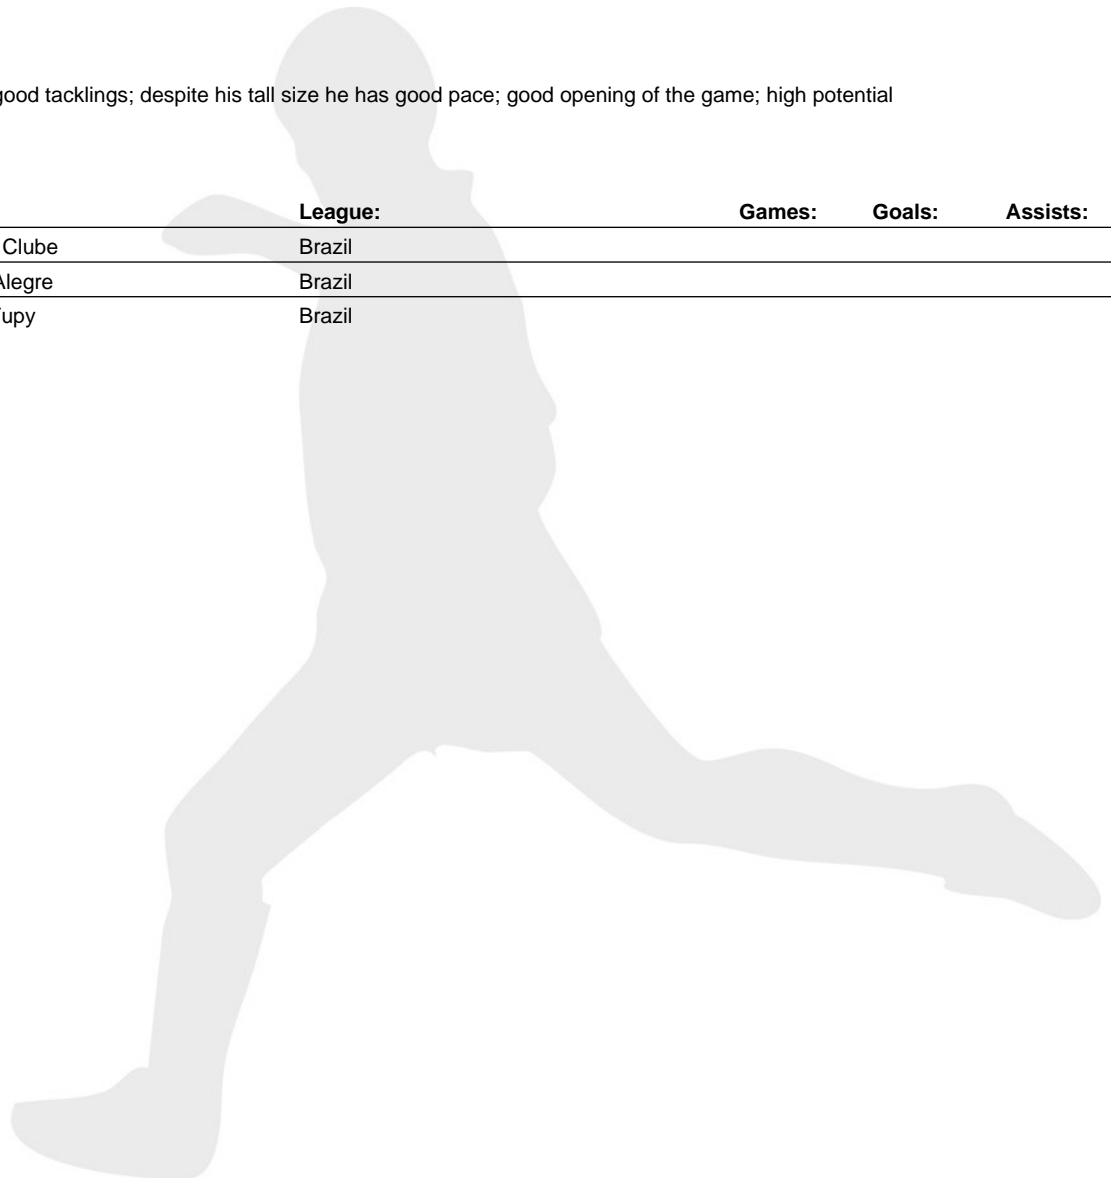 good tacklings; despite his tall size he has good pace; good opening of the game; high potential
League: Games: Goals: Assists:
Clube Brazil
Alegre Brazil
Brazil